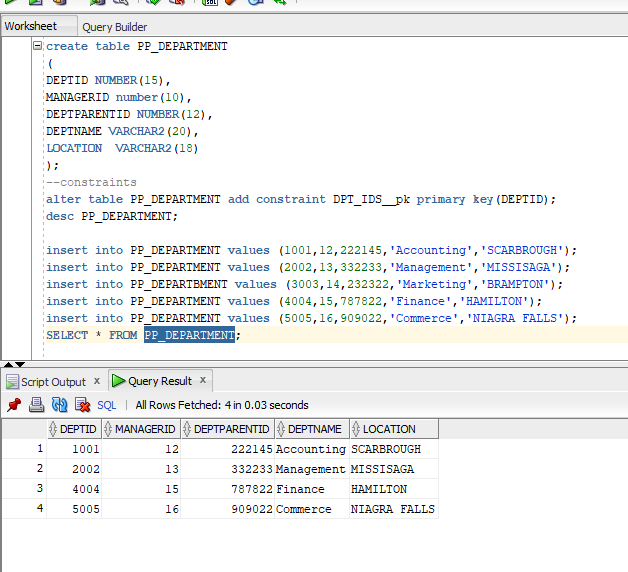 Worksheet Query Builder
create table PP_DEPARTMENT
(
DEPTID NUMBER(15),
MANAGERID number(10),
DEPTPARENTID NUMBER(12),
DEPTNAME VARCHAR2(20),
LOCATION  VARCHAR2(18)
);
--constraints
alter table PP_DEPARTMENT add constraint DPT_IDS__pk primary key(DEPTID);
desc PP_DEPARTMENT;
insert into PP_DEPARTMENT values (1001,12,222145,'Accounting','SCARBROUGH');
insert into PP_DEPARTMENT values (2002,13,332233,'Management','MISSISAGA');
insert into PP_DEPARTBMENT values (3003,14,232322,'Marketing','BRAMPTON');
insert into PP_DEPARTMENT values (4004,15,787822,'Finance','HAMILTON');
insert into PP_DEPARTMENT values (5005,16,909022,'Commerce','NIAGRA FALLS');
SELECT * FROM PP_DEPARTMENT;
Script Output x Query Result x
SQL | All Rows Fetched: 4 in 0.03 seconds
DEPTID MANAGERID DEPTPARENTID DEPTNAME LOCATION
1 1001 12 222145 Accounting SCARBROUGH
2 2002 13 332233 Management MISSISAGA
3 4004 15 787822 Finance HAMILTON
4 5005 16 909022 Commerce NIAGRA FALLS